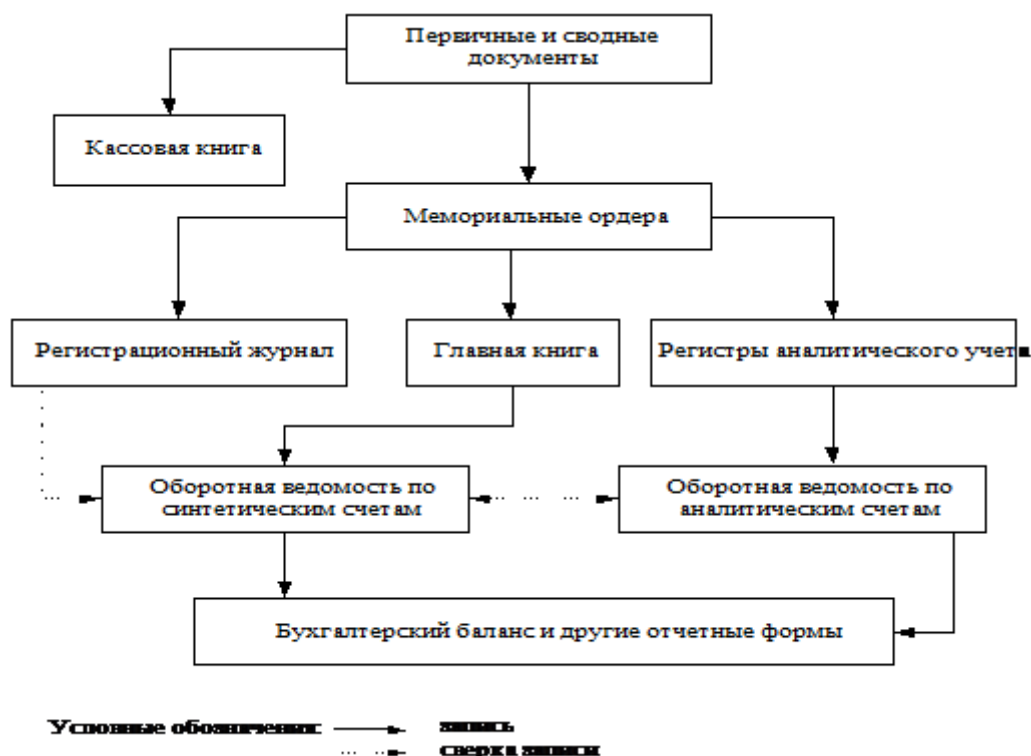 Первичные и сводные
документы
Кассовая книга
Мемориальные ордера
Регистрационный журнал
Главная книга
Регистры аналитического учета
Оборотная ведомость по
синтетическим счетам
Оборотная ведомость по
аналитическим счетам
Бухгалтерский баланс и другие отчетные формы
Условные обозначения:
запись
сверка записи